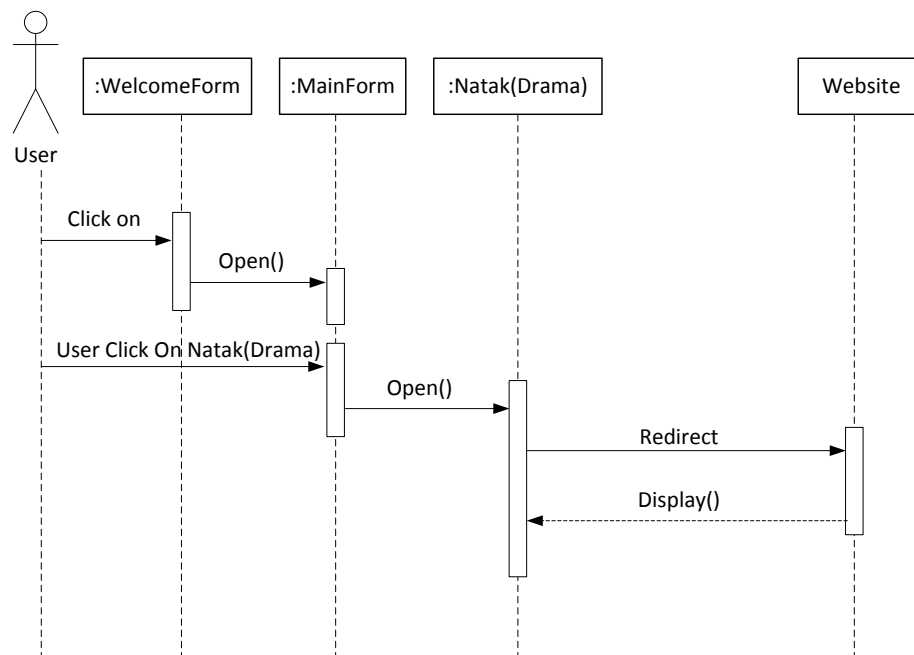 :WelcomeForm
:MainForm
:Natak(Drama)
Website
User
Click on
Open()
User Click On Natak(Drama)
Open()
Redirect
Display()